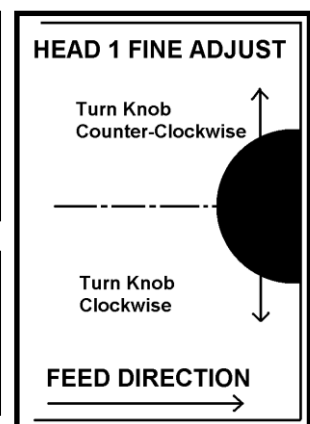 HEAD 1 FINE ADJUST
Turn Knob
Counter-Clockwise
Turn Knob
Clockwise
FEED DIRECTION